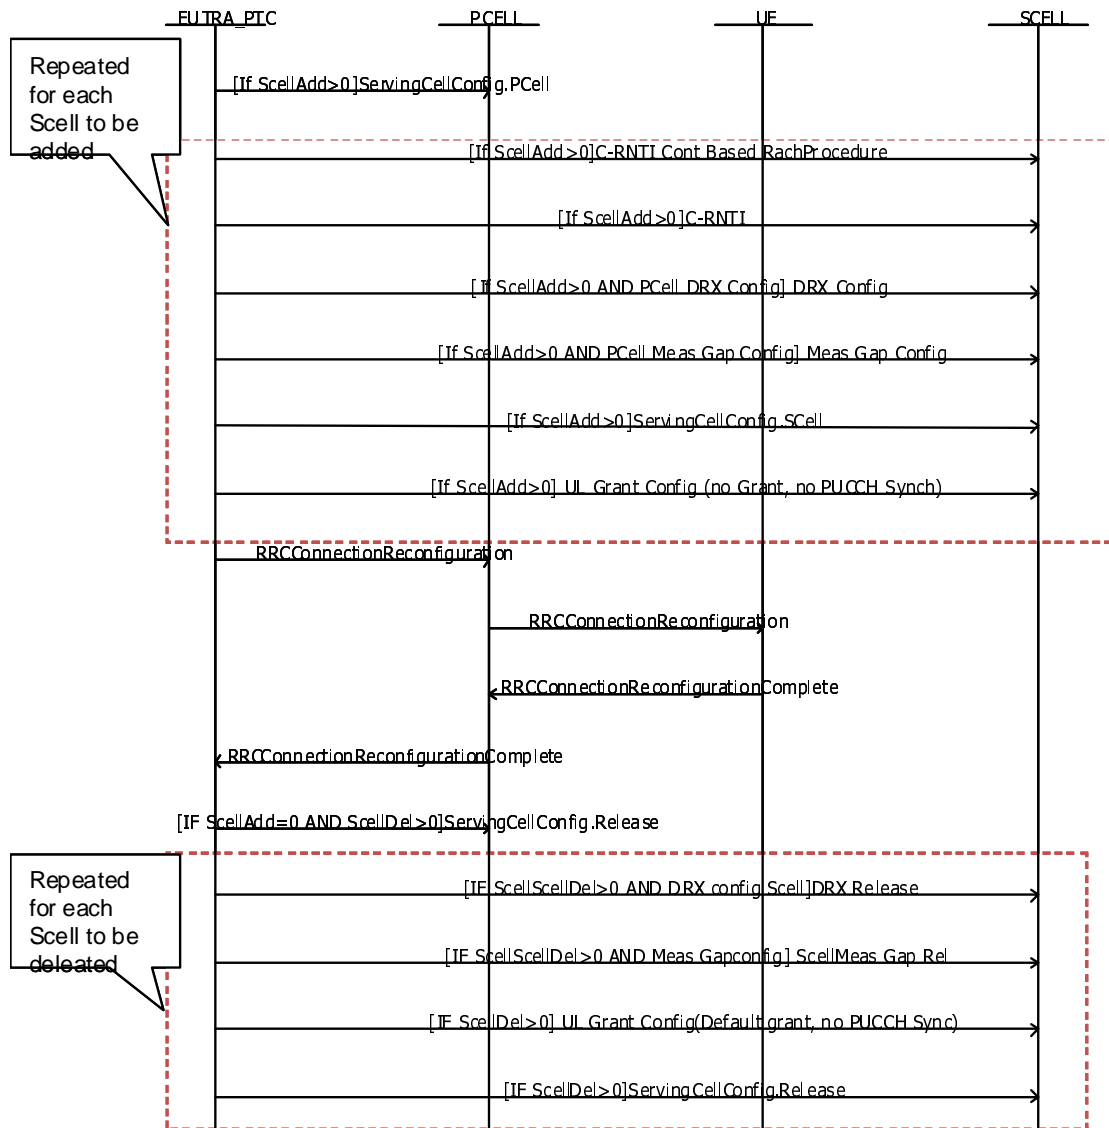 EUTRA_PTC
PCELL
UE
SCELL
Repeated
for each
Scell to be
added
[If ScellAdd>0]ServingCellConfig.PCell
[If ScellAdd>0]C-RNTI Cont Based RachProcedure
[If ScellAdd>0]C-RNTI
[If ScellAdd>0 AND PCell DRX Config] DRX Config
[If ScellAdd>0 AND PCell Meas Gap Config] Meas Gap Config
[If ScellAdd>0]ServingCellConfig.SCell
[If ScellAdd>0] UL Grant Config (no Grant, no PUCCH Synch)
RRCConnectionReconfiguration
RRCConnectionReconfiguration
RRCConnectionReconfigurationComplete
RRCConnectionReconfigurationComplete
[IF ScellAdd=0 AND ScellDel>0]ServingCellConfig.Release
Repeated
for each
Scell to be
deleated
[IF ScellScellDel>0 AND DRX config Scell]DRX Release
[IF ScellScellDel>0 AND Meas Gapconfig] ScellMeas Gap Rel
[IF ScellDel>0] UL Grant Config(Default grant, no PUCCH Sync)
[IF ScellDel>0]ServingCellConfig.Release